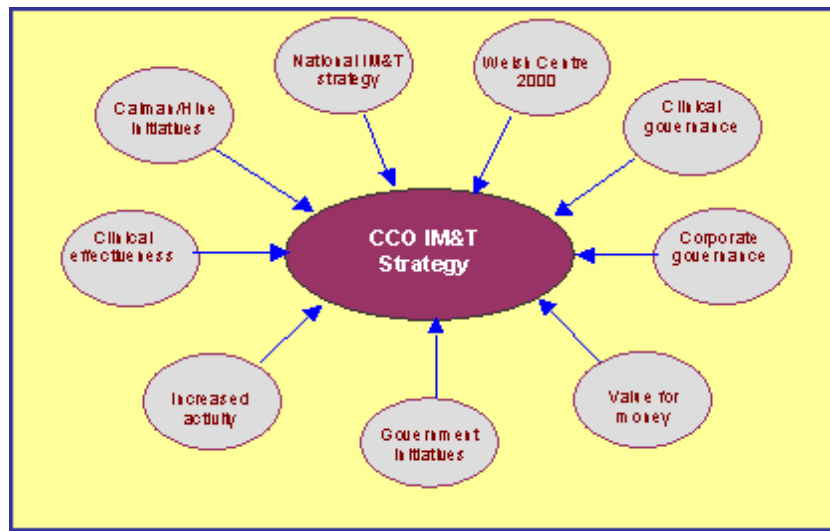 National IM&T
strategy
Welsh Centre
2000
Calman/Hine
initiatives
Clinical
governance
CCO IM&T
Strategy
Clinical
effectiveness
Corporate
governance
Increased
activity
Value for
money
Government
initiatives